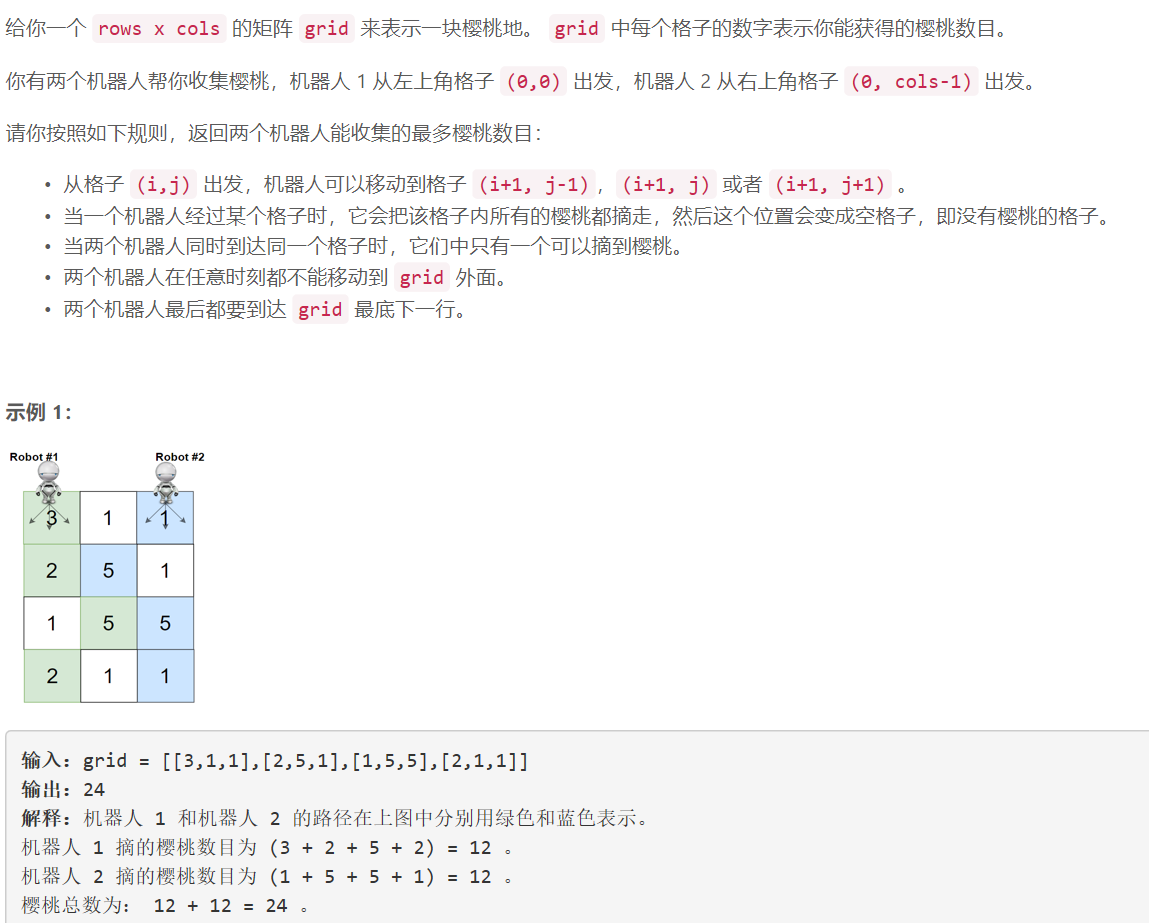 给你一个 rows x cols 的矩阵 grid 来表示一块樱桃地。 grid 中每个格子的数字表示你能获得的樱桃数目。
你有两个机器人帮你收集樱桃，机器人 1 从左上角格子 (0,0) 出发，机器人 2 从右上角格子 (0, cols-1) 出发。
请你按照如下规则，返回两个机器人能收集的最多樱桃数目：
• 从格子 (i,j) 出发，机器人可以移动到格子 (i+1, j-1)， (i+1, j) 或者 (i+1, j+1) 。
• 当一个机器人经过某个格子时，它会把该格子内所有的樱桃都摘走，然后这个位置会变成空格子，即没有樱桃的格子。
• 当两个机器人同时到达同一个格子时，它们中只有一个可以摘到樱桃。
• 两个机器人在任意时刻都不能移动到 grid 外面。
• 两个机器人最后都要到达 grid 最底下一行。
示例 1：
Robot #1 Robot #2
3 1 1
2 5 1
1 5 5
2 1 1
输入：grid = [[3,1,1],[2,5,1],[1,5,5],[2,1,1]]
输出：24
解释：机器人 1 和机器人 2 的路径在上图中分别用绿色和蓝色表示。
机器人 1 摘的樱桃数目为 (3 + 2 + 5 + 2) = 12 。
机器人 2 摘的樱桃数目为 (1 + 5 + 5 + 1) = 12 。
樱桃总数为： 12 + 12 = 24 。